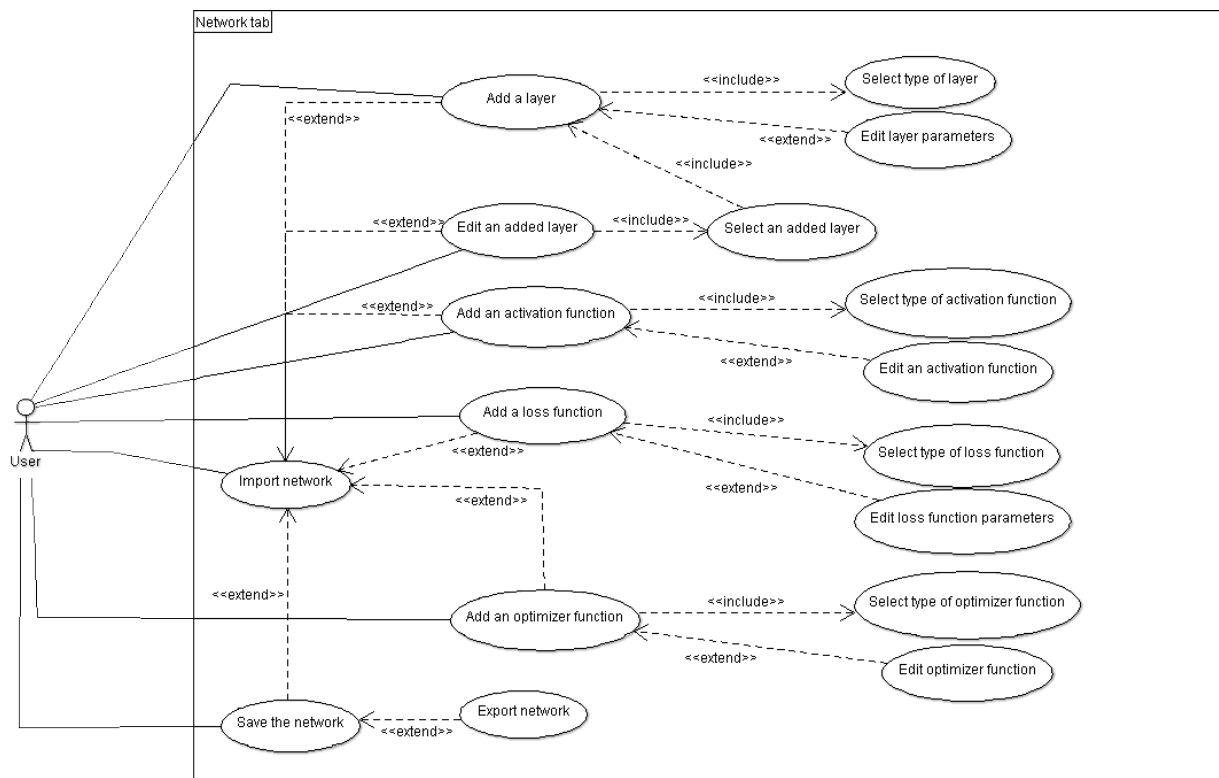 Network tab
Select type of layer
<<include>>
Add a layer
<<extend>>
<<extend>>
Edit layer parameters
<<include>>
<<extend>>
Edit an added layer
<<include>>
Select an added layer
<<extend>>
Add an activation function
<<include>>
Select type of activation function
<<extend>>
Edit an activation function
Add a loss function
<<include>>
<<extend>>
Select type of loss function
User
Import network
<<extend>>
<<extend>>
Edit loss function parameters
<<extend>>
<<include>>
Select type of optimizer function
Add an optimizer function
<<extend>>
Edit optimizer function
Save the network
Export network
<<extend>>